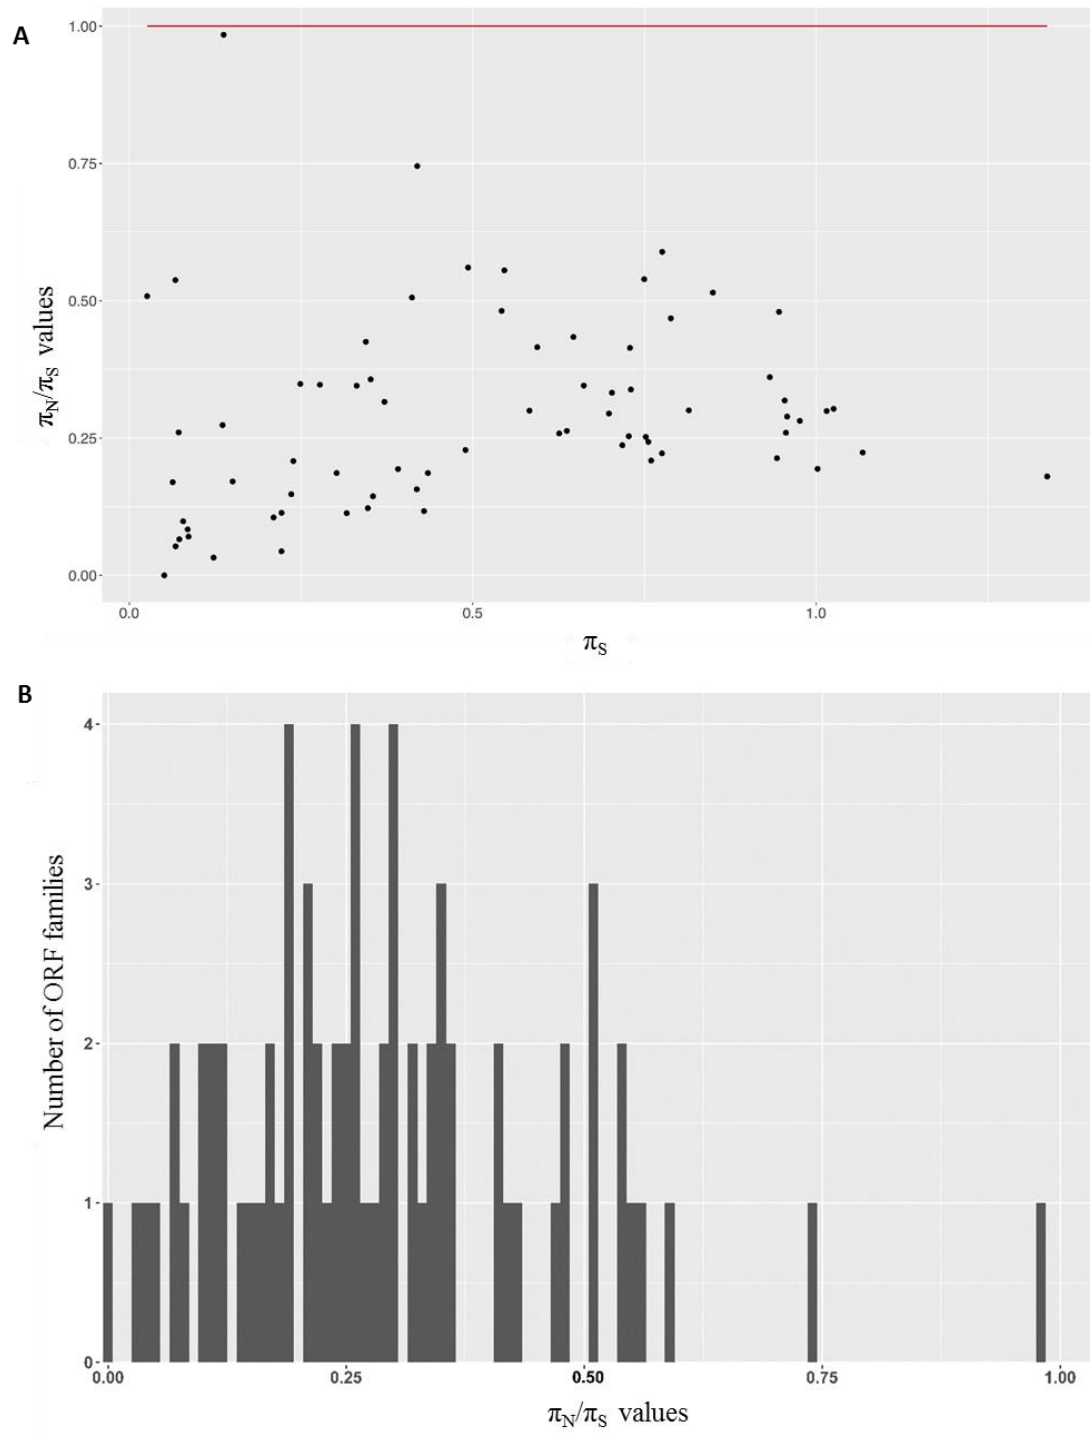 A
1.00
0.75
0.50
0.25
0.00
πN/πS values
0.0 0.5 1.0
πS
B
4
3
2
1
0
Number of ORF families
0.00 0.25 0.50 0.75 1.00
πN/πS values